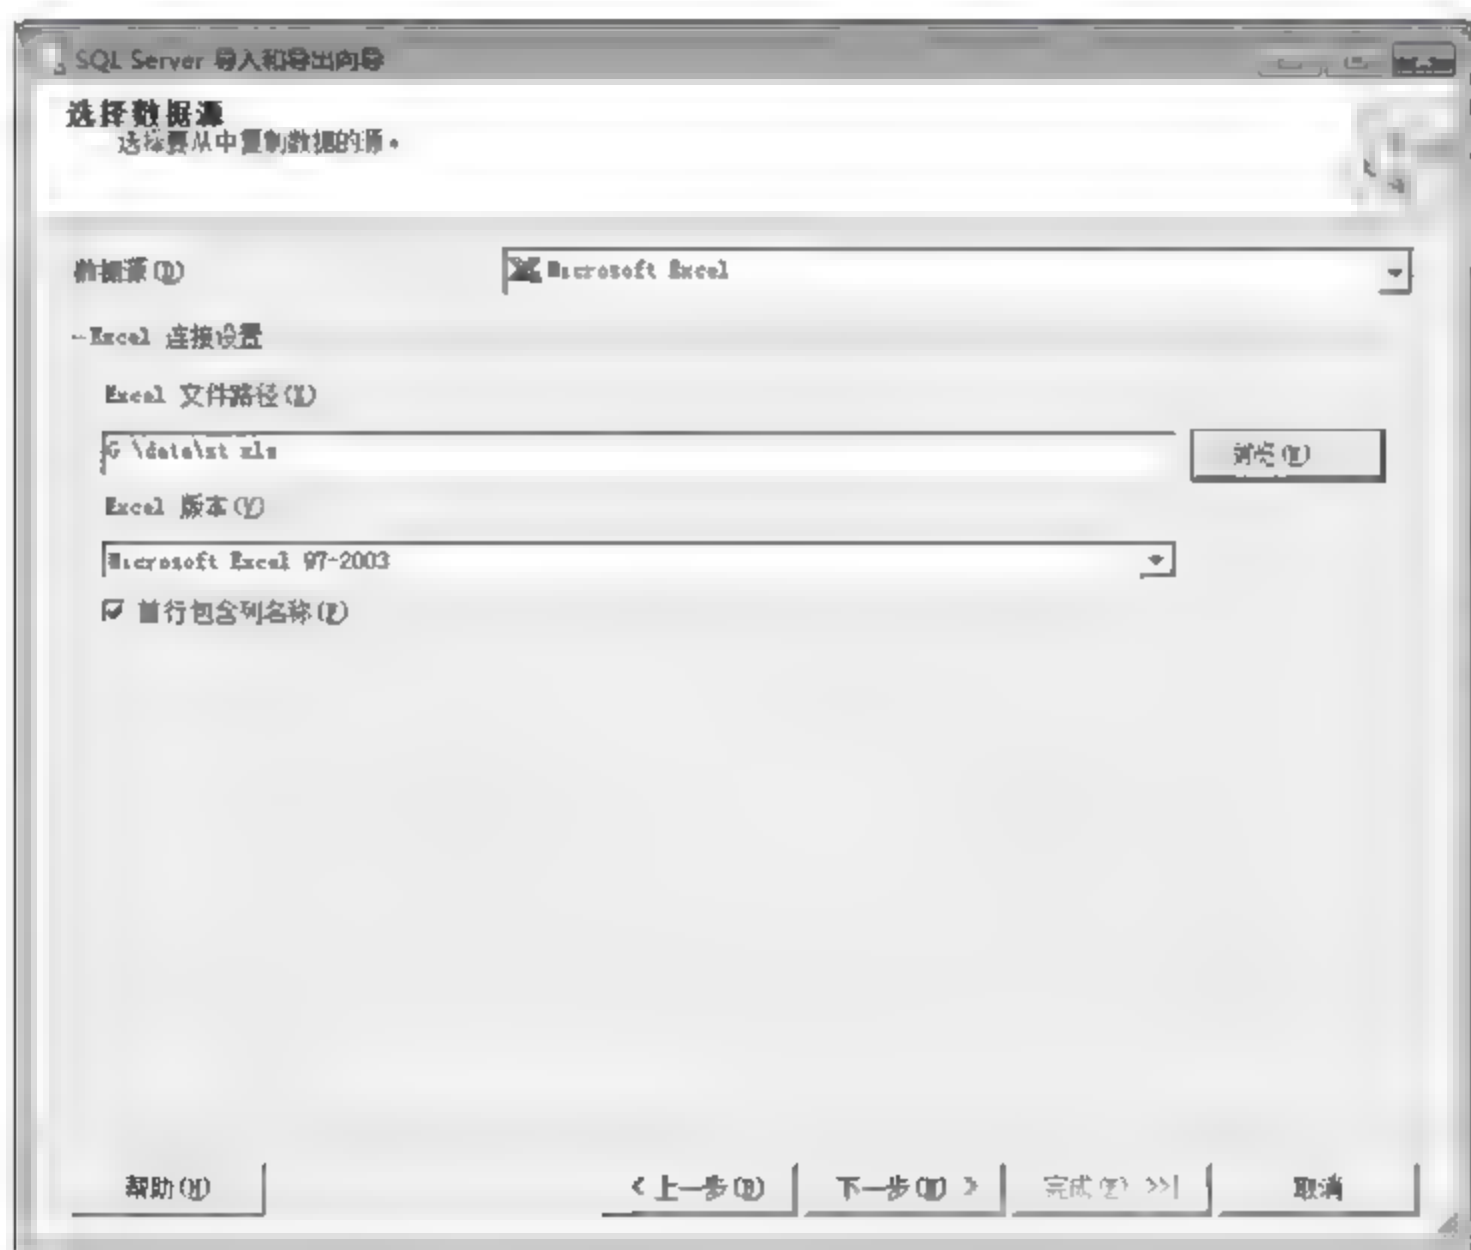 SQL Server 导入和导出向导
选择数据源
选择要从中复制数据的源。
数据源(D)
Microsoft Excel
Excel 连接设置
Excel 文件路径(X)
G \data\st xls
浏览(W)
Excel 版本(V)
Microsoft Excel 97-2003
首行包含列名称(F)
帮助(H)
< 上一步(B)
下一步(N) >
完成(F) >>|
取消